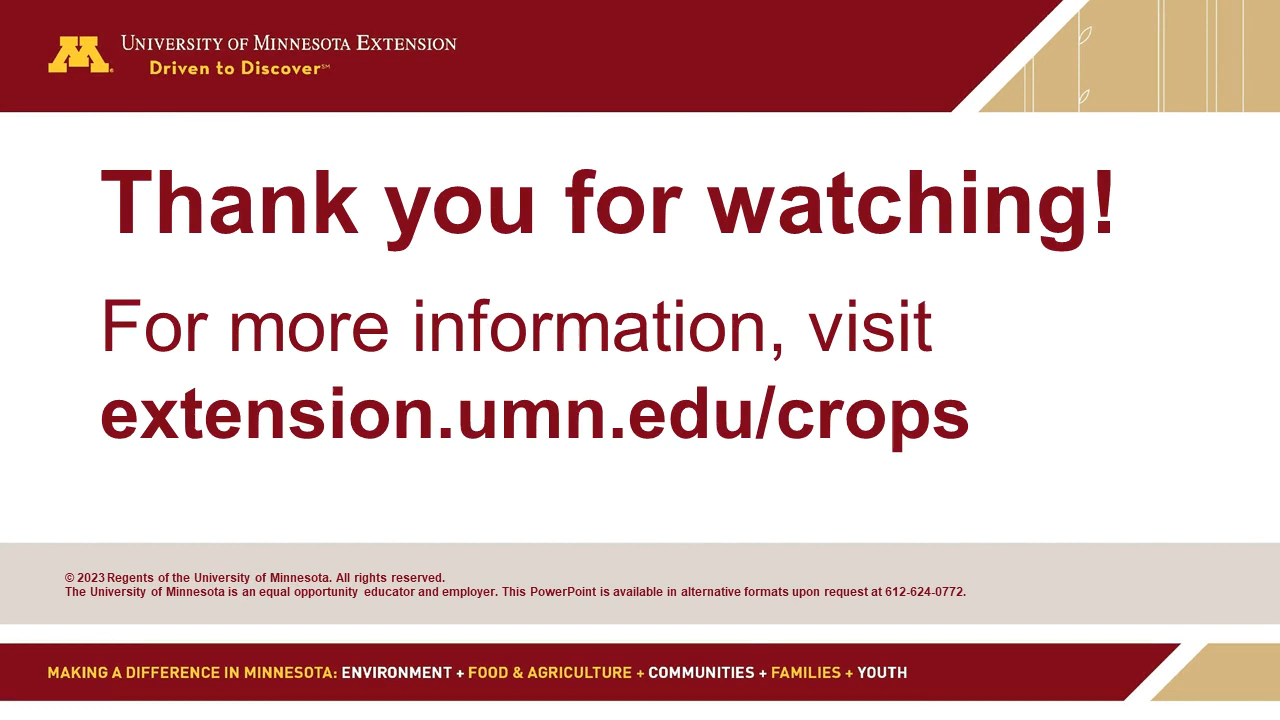 UNIVERSITY OF MINNESOTA EXTENSION
Driven to Discover℠
Thank you for watching!
For more information, visit
extension.umn.edu/crops
© 2023 Regents of the University of Minnesota. All rights reserved.
The University of Minnesota is an equal opportunity educator and employer. This PowerPoint is available in alternative formats upon request at 612-624-0772.
MAKING A DIFFERENCE IN MINNESOTA: ENVIRONMENT + FOOD & AGRICULTURE + COMMUNITIES + FAMILIES + YOUTH